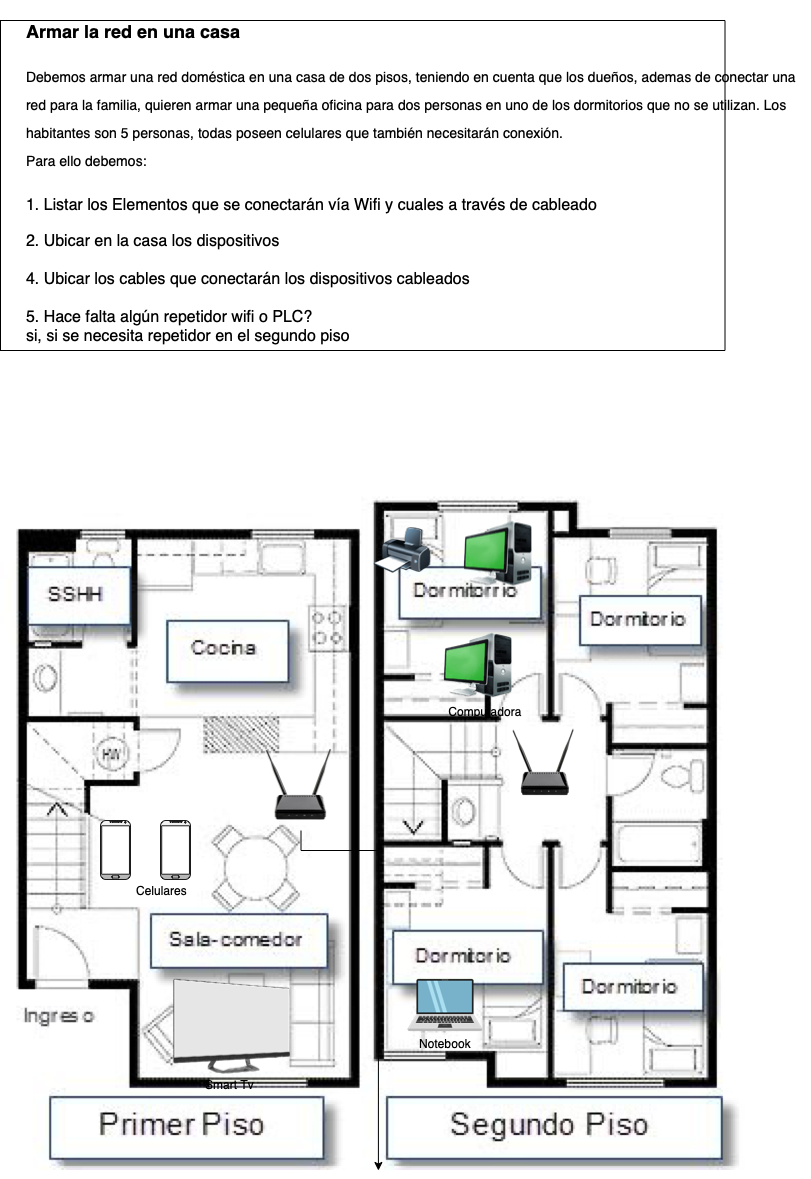 Armar la red en una casa
Debemos armar una red doméstica en una casa de dos pisos, teniendo en cuenta que los dueños, ademas de conectar una
red para la familia, quieren armar una pequeña oficina para dos personas en uno de los dormitorios que no se utilizan. Los
habitantes son 5 personas, todas poseen celulares que también necesitarán conexión.
Para ello debemos:
1. Listar los Elementos que se conectarán vía Wifi y cuales a través de cableado
2. Ubicar en la casa los dispositivos
4. Ubicar los cables que conectarán los dispositivos cableados
5. Hace falta algún repetidor wifi o PLC?
si, si se necesita repetidor en el segundo piso
SSHH
Cocina
HW
Celulares
Sala-comedor
Ingreso
Smart Tv
Primer Piso
Dormitorrio
Dormitorio
Computadora
Dormitorio
Dormitorio
Notebook
Segundo Piso